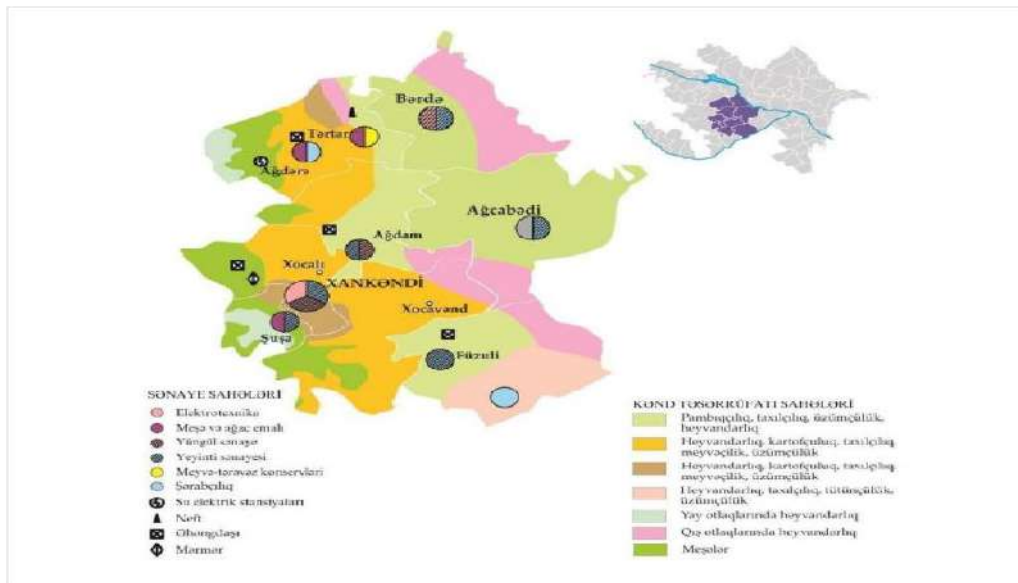 Bərdə
Tərtər
Ağdərə
Ağcabədi
Ağdam
Xocalı
XANKƏNDİ
Xocavənd
Şuşa
Füzuli
SƏNAYE SAHƏLƏRİ
Elektrotexnika
Meşə və ağac emalı
Yüngül sənaye
Yeyinti sənayesi
Meyvə-tərəvəz konservləri
Şərabçılıq
Su elektrik stansiyaları
Neft
Əhəngdaşı
Mərmər
KƏND TƏSƏRRÜFATI SAHƏLƏRİ
Pambıqçılıq, taxılçılıq, üzümçülük,
heyvandarlıq
Heyvandarlıq, kartofçuluq, taxılçılıq
meyvəçilik, üzümçülük
Heyvandarlıq, kartofçuluq, taxılçılıq
meyvəçilik, üzümçülük
Heyvandarlıq, taxılçılıq, tütünçülük,
üzümçülük
Yay otlaqlarında heyvandarlıq
Qış otlaqlarında heyvandarlıq
Meşələr